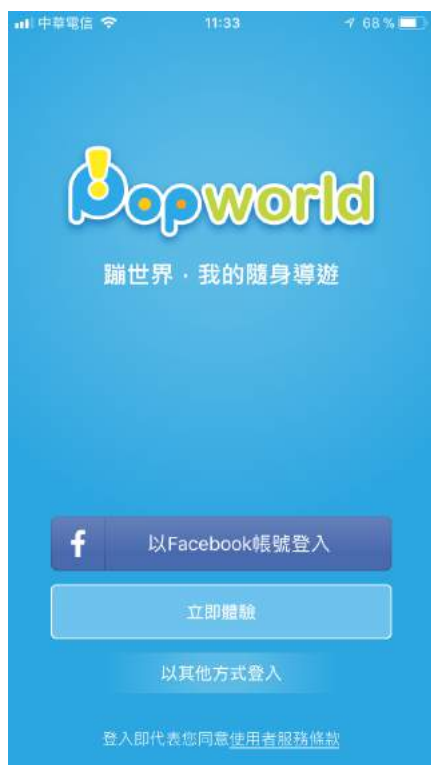 中華電信 11:33 68%
Popworld
蹦世界．我的隨身導遊
f 以Facebook帳號登入
立即體驗
以其他方式登入
登入即代表您同意使用者服務條款